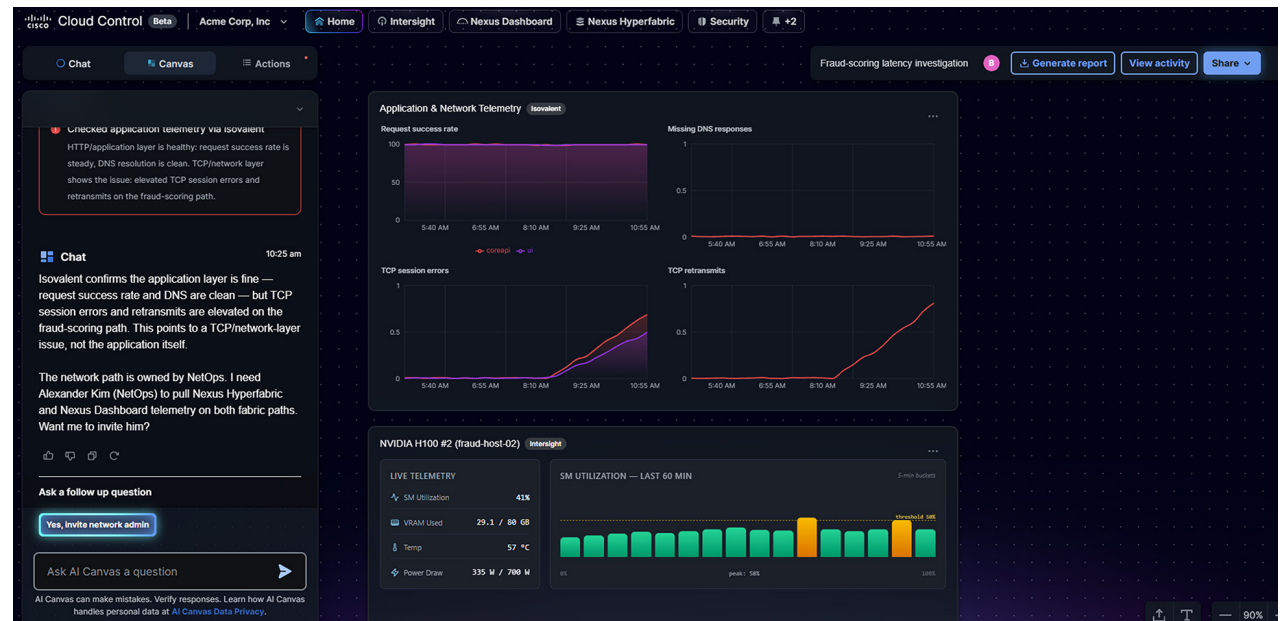 CISCO Cloud Control Beta Acme Corp, Inc Home Intersight Nexus Dashboard Nexus Hyperfabric Security +2
Chat Canvas Actions
Fraud-scoring latency investigation B Generate report View activity Share
Checked application telemetry via Isovalent
HTTP/application layer is healthy: request success rate is
steady, DNS resolution is clean. TCP/network layer
shows the issue: elevated TCP session errors and
retransmits on the fraud-scoring path.
Chat 10:25 am
Isovalent confirms the application layer is fine —
request success rate and DNS are clean — but TCP
session errors and retransmits are elevated on the
fraud-scoring path. This points to a TCP/network-layer
issue, not the application itself.
The network path is owned by NetOps. I need
Alexander Kim (NetOps) to pull Nexus Hyperfabric
and Nexus Dashboard telemetry on both fabric paths.
Want me to invite him?
Ask a follow up question
Yes, invite network admin
Ask AI Canvas a question
AI Canvas can make mistakes. Verify responses. Learn how AI Canvas
handles personal data at AI Canvas Data Privacy.
Application & Network Telemetry Isovalent
Request success rate
100
50
0
5:40 AM 6:55 AM 8:10 AM 9:25 AM 10:55 AM
coreapi ui
Missing DNS responses
1
0.5
0
5:40 AM 6:55 AM 8:10 AM 9:25 AM 10:55 AM
TCP session errors
1
0.5
0
5:40 AM 6:55 AM 8:10 AM 9:25 AM 10:55 AM
TCP retransmits
1
0.5
0
5:40 AM 6:55 AM 8:10 AM 9:25 AM 10:55 AM
NVIDIA H100 #2 (fraud-host-02) Intersight
LIVE TELEMETRY
SM Utilization 41%
VRAM Used 29.1 / 80 GB
Temp 57 °C
Power Draw 335 W / 700 W
SM UTILIZATION — LAST 60 MIN 5-min buckets
threshold 50%
0% peak: 58% 100%
90%